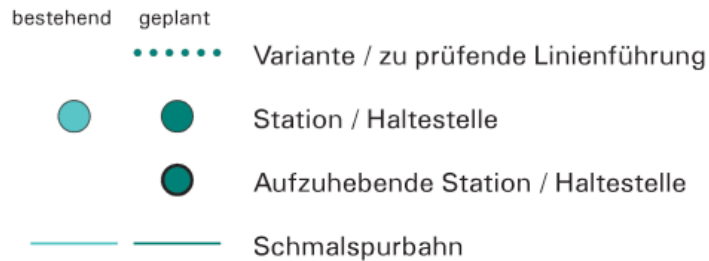 bestehend geplant
Variante / zu prüfende Linienführung
Station / Haltestelle
Aufzuhebende Station / Haltestelle
Schmalspurbahn